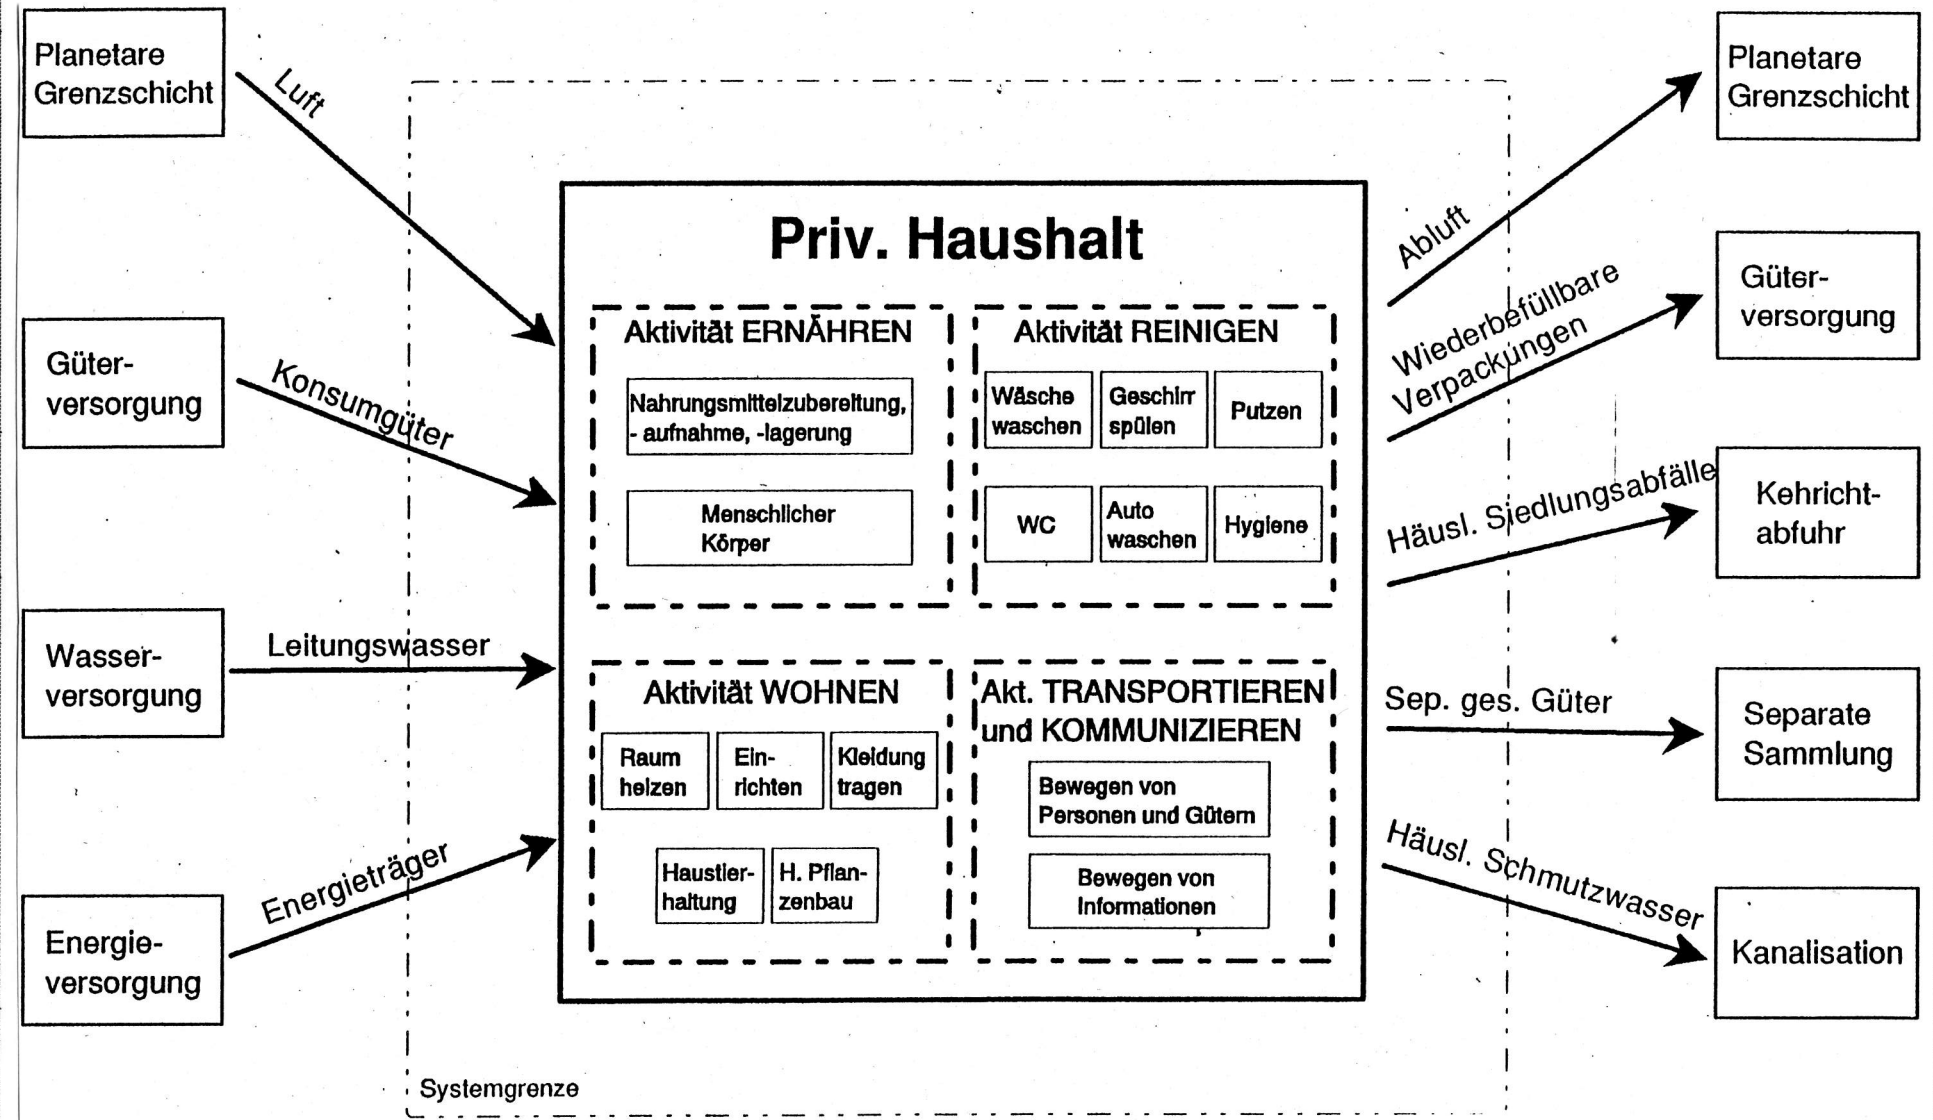 Planetare
Grenzschicht
Luft
Güter-
versorgung
Konsumgüter
Wasser-
versorgung
Leitungswasser
Energie-
versorgung
Energieträger
Priv. Haushalt
Aktivität ERNÄHREN
Nahrungsmittelzubereitung,
- aufnahme, -lagerung
Menschlicher
Körper
Aktivität REINIGEN
Wäsche
waschen
Geschirr
spülen
Putzen
WC
Auto
waschen
Hygiene
Aktivität WOHNEN
Raum
heizen
Ein-
richten
Kleidung
tragen
Haustier-
haltung
H. Pflan-
zenbau
Akt. TRANSPORTIEREN
und KOMMUNIZIEREN
Bewegen von
Personen und Gütern
Bewegen von
Informationen
Abluft
Planetare
Grenzschicht
Wiederbefüllbare
Verpackungen
Güter-
versorgung
Häusl. Siedlungsabfälle
Kehricht-
abfuhr
Sep. ges. Güter
Separate
Sammlung
Häusl. Schmutzwasser
Kanalisation
Systemgrenze